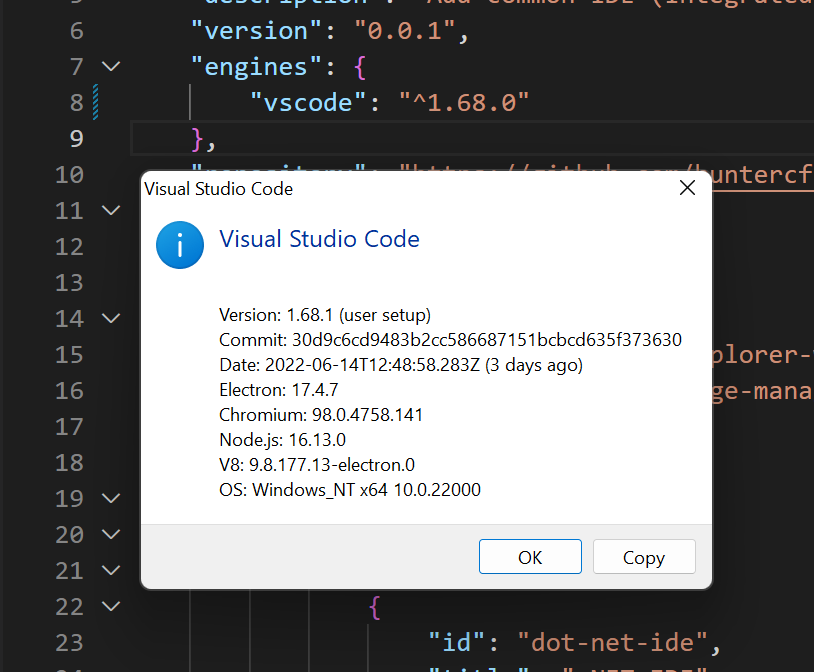 5 "description": "Add common IDE (Integrated
6 "version": "0.0.1",
7 "engines": {
8 "vscode": "^1.68.0"
9 },
10 "repository": "https://github.com/huntercf
11
12
13
14
15 plorer-
16 ge-mana
17
18
19
20
21
22 {
23 "id": "dot-net-ide",
24 "title": ".NET IDE"
Visual Studio Code
Visual Studio Code
Version: 1.68.1 (user setup)
Commit: 30d9c6cd9483b2cc586687151bcbcd635f373630
Date: 2022-06-14T12:48:58.283Z (3 days ago)
Electron: 17.4.7
Chromium: 98.0.4758.141
Node.js: 16.13.0
V8: 9.8.177.13-electron.0
OS: Windows_NT x64 10.0.22000
OK
Copy